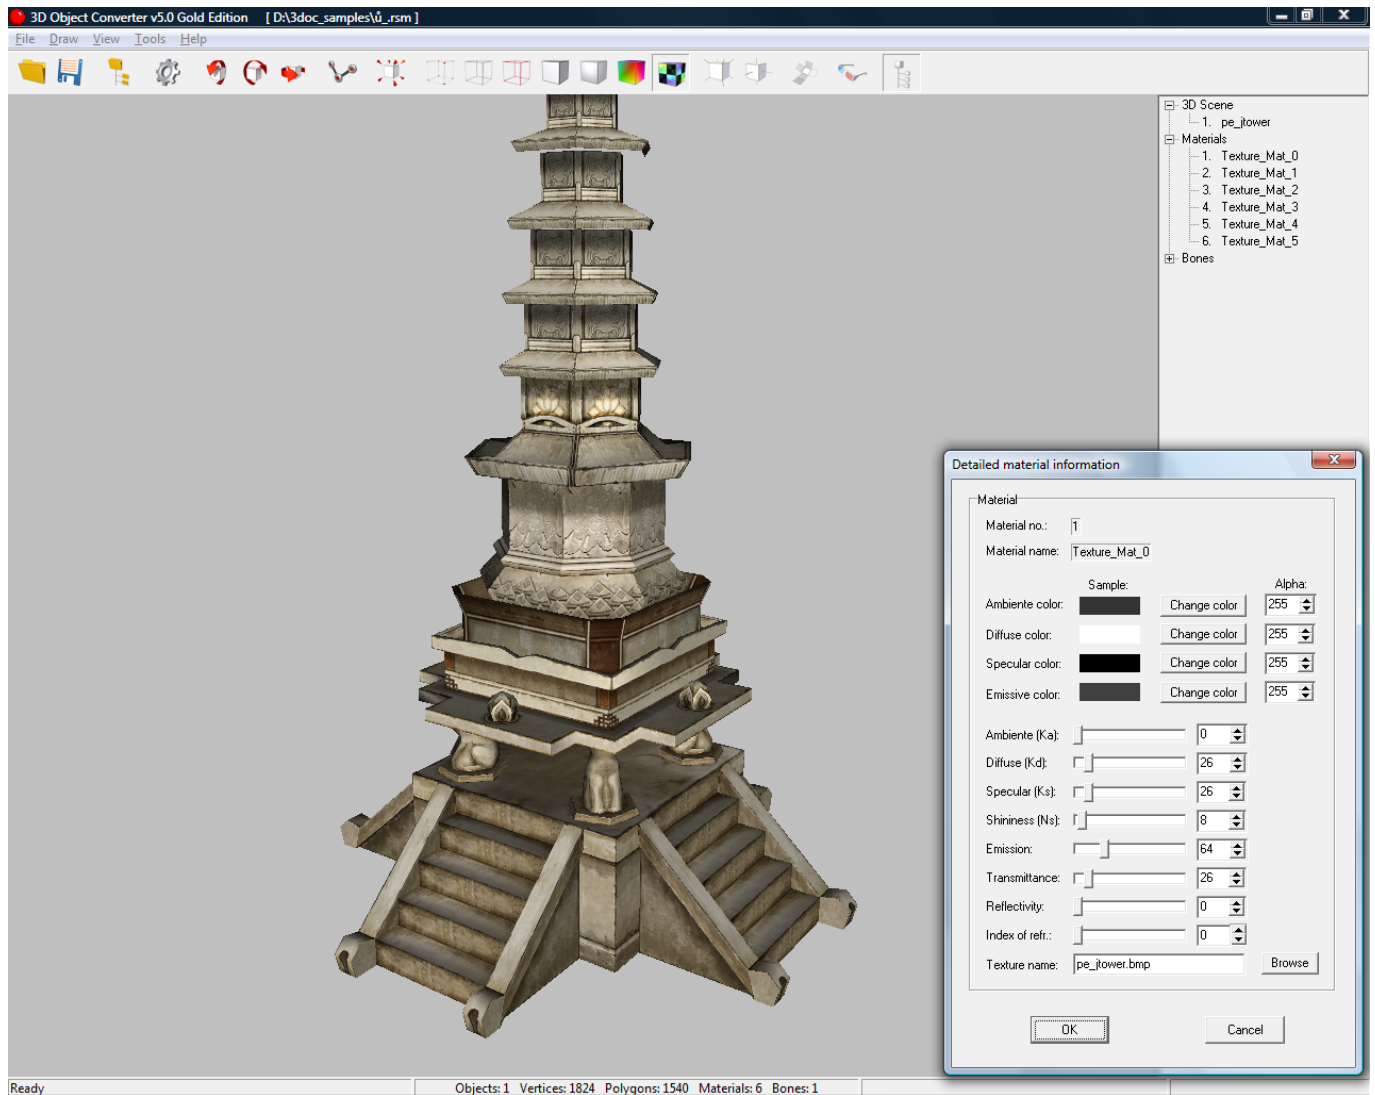 3D Object Converter v5.0 Gold Edition [ D:\3doc_samples\ů_.rsm ]
File Draw View Tools Help
3D Scene
1. pe_jtower
Materials
1. Texture_Mat_0
2. Texture_Mat_1
3. Texture_Mat_2
4. Texture_Mat_3
5. Texture_Mat_4
6. Texture_Mat_5
Bones
Detailed material information
Material
Material no.: 1
Material name: Texture_Mat_0
Sample: Alpha:
Ambiente color: Change color 255
Diffuse color: Change color 255
Specular color: Change color 255
Emissive color: Change color 255
Ambiente (Ka): 0
Diffuse (Kd): 26
Specular (Ks): 26
Shininess (Ns): 8
Emission: 64
Transmittance: 26
Reflectivity: 0
Index of refr.: 0
Texture name: pe_jtower.bmp Browse
OK Cancel
Ready Objects: 1 Vertices: 1824 Polygons: 1540 Materials: 6 Bones: 1